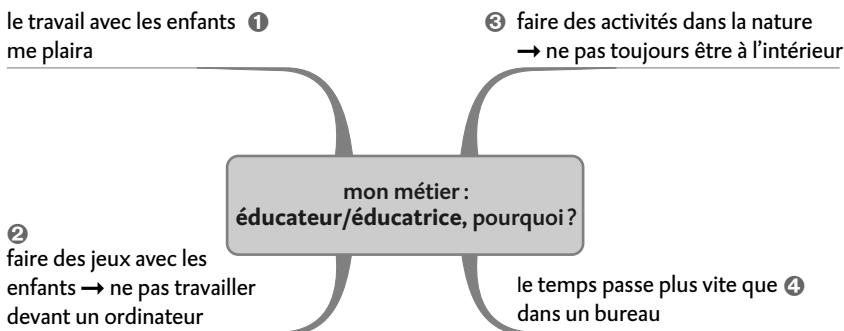 le travail avec les enfants ❶
me plaira
❸ faire des activités dans la nature
➞ ne pas toujours être à l'intérieur
mon métier :
éducateur/éducatrice, pourquoi ?
❷
faire des jeux avec les
enfants ➞ ne pas travailler
devant un ordinateur
le temps passe plus vite que ❹
dans un bureau